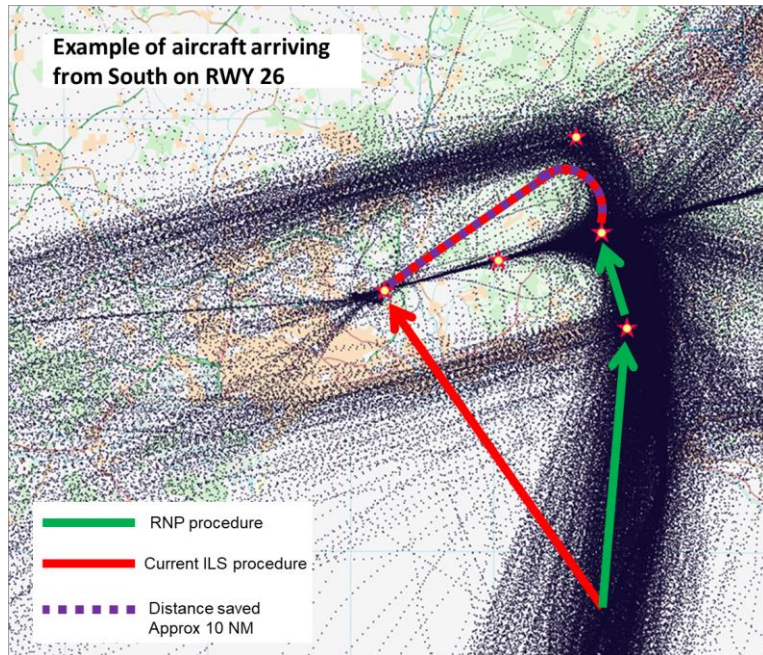 Example of aircraft arriving
from South on RWY 26
RNP procedure
Current ILS procedure
Distance saved
Approx 10 NM